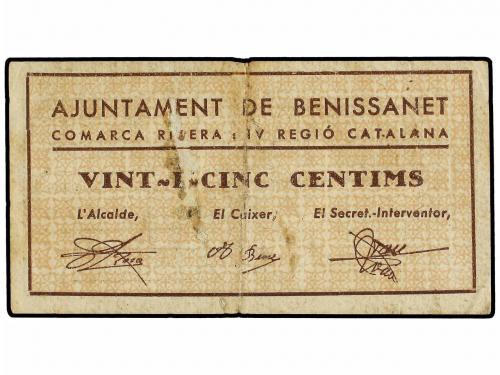 AJUNTAMENT DE BENISSANET
COMARCA RIBERA : IV REGIÓ CATALANA
VINT~I~CINC CENTIMS
L'Alcalde, El Caixer, El Secret.-Interventor,